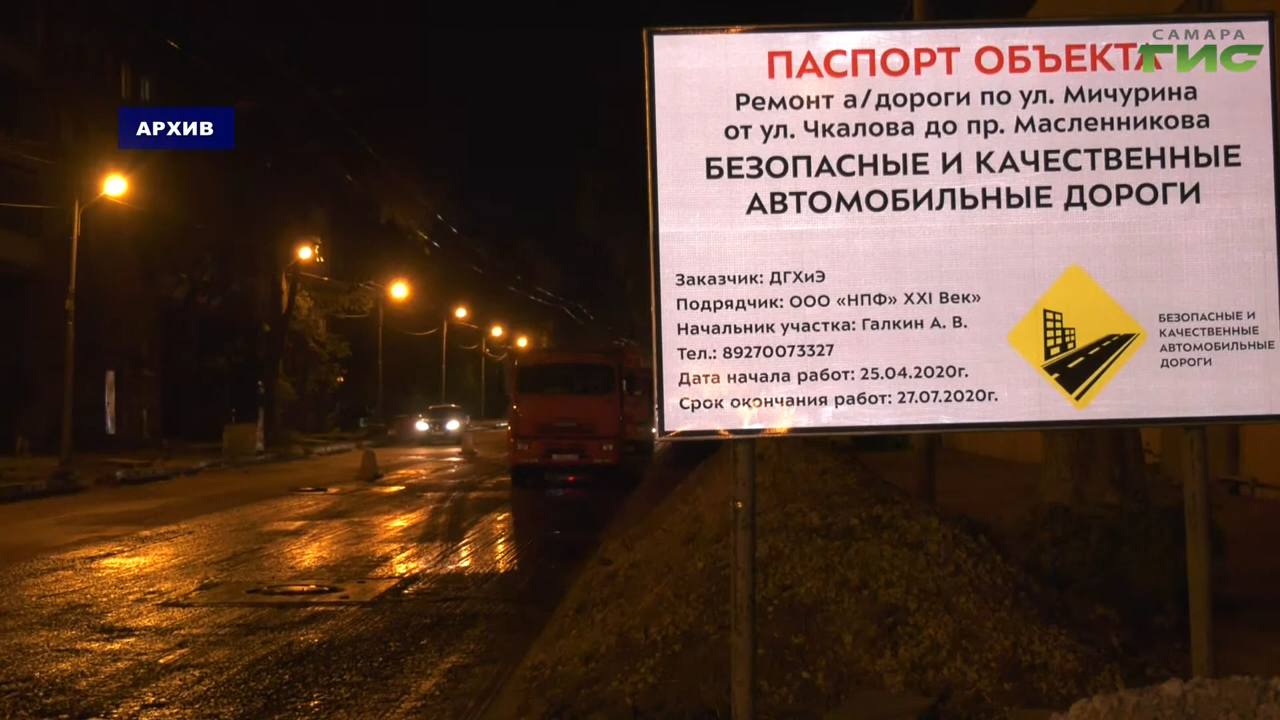 САМАРА
ГИС
АРХИВ
ПАСПОРТ ОБЪЕКТА
Ремонт а/дороги по ул. Мичурина
от ул. Чкалова до пр. Масленникова
БЕЗОПАСНЫЕ И КАЧЕСТВЕННЫЕ
АВТОМОБИЛЬНЫЕ ДОРОГИ
Заказчик: ДГХиЭ
Подрядчик: ООО «НПФ» XXI Век»
Начальник участка: Галкин А. В.
Тел.: 89270073327
Дата начала работ: 25.04.2020г.
Срок окончания работ: 27.07.2020г.
БЕЗОПАСНЫЕ И
КАЧЕСТВЕННЫЕ
АВТОМОБИЛЬНЫЕ
ДОРОГИ